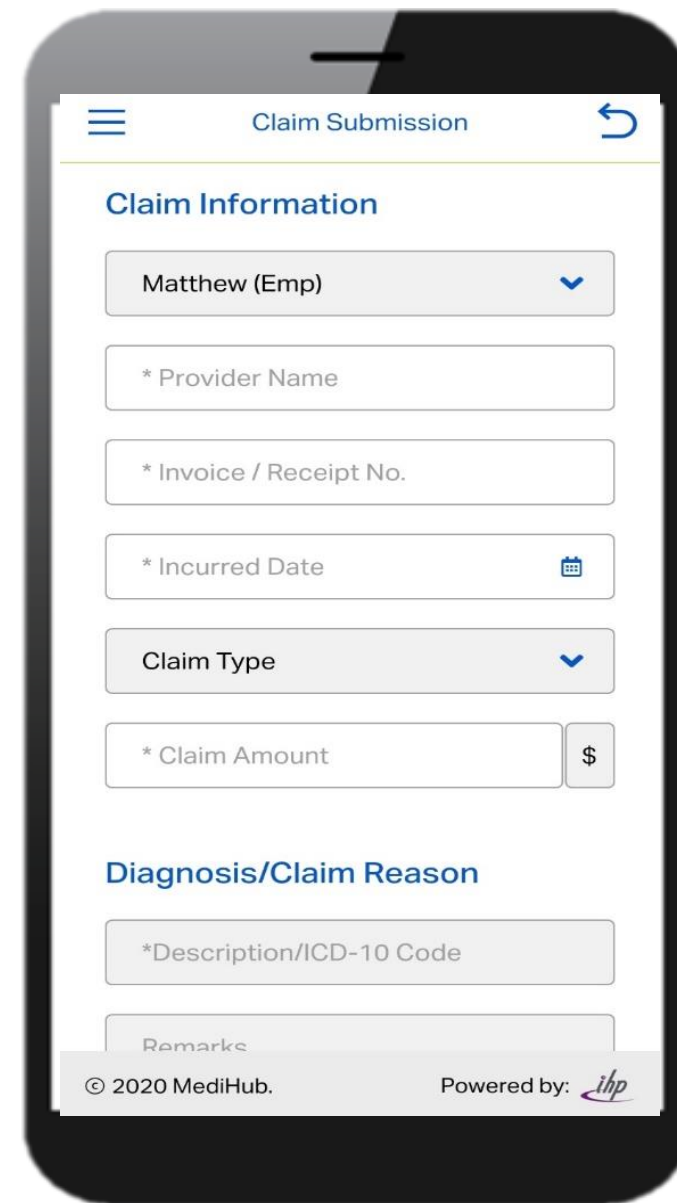 Claim Submission
Claim Information
Matthew (Emp)
* Provider Name
* Invoice / Receipt No.
* Incurred Date
Claim Type
* Claim Amount
$
Diagnosis/Claim Reason
*Description/ICD-10 Code
Remarks
© 2020 MediHub.
Powered by: ihp